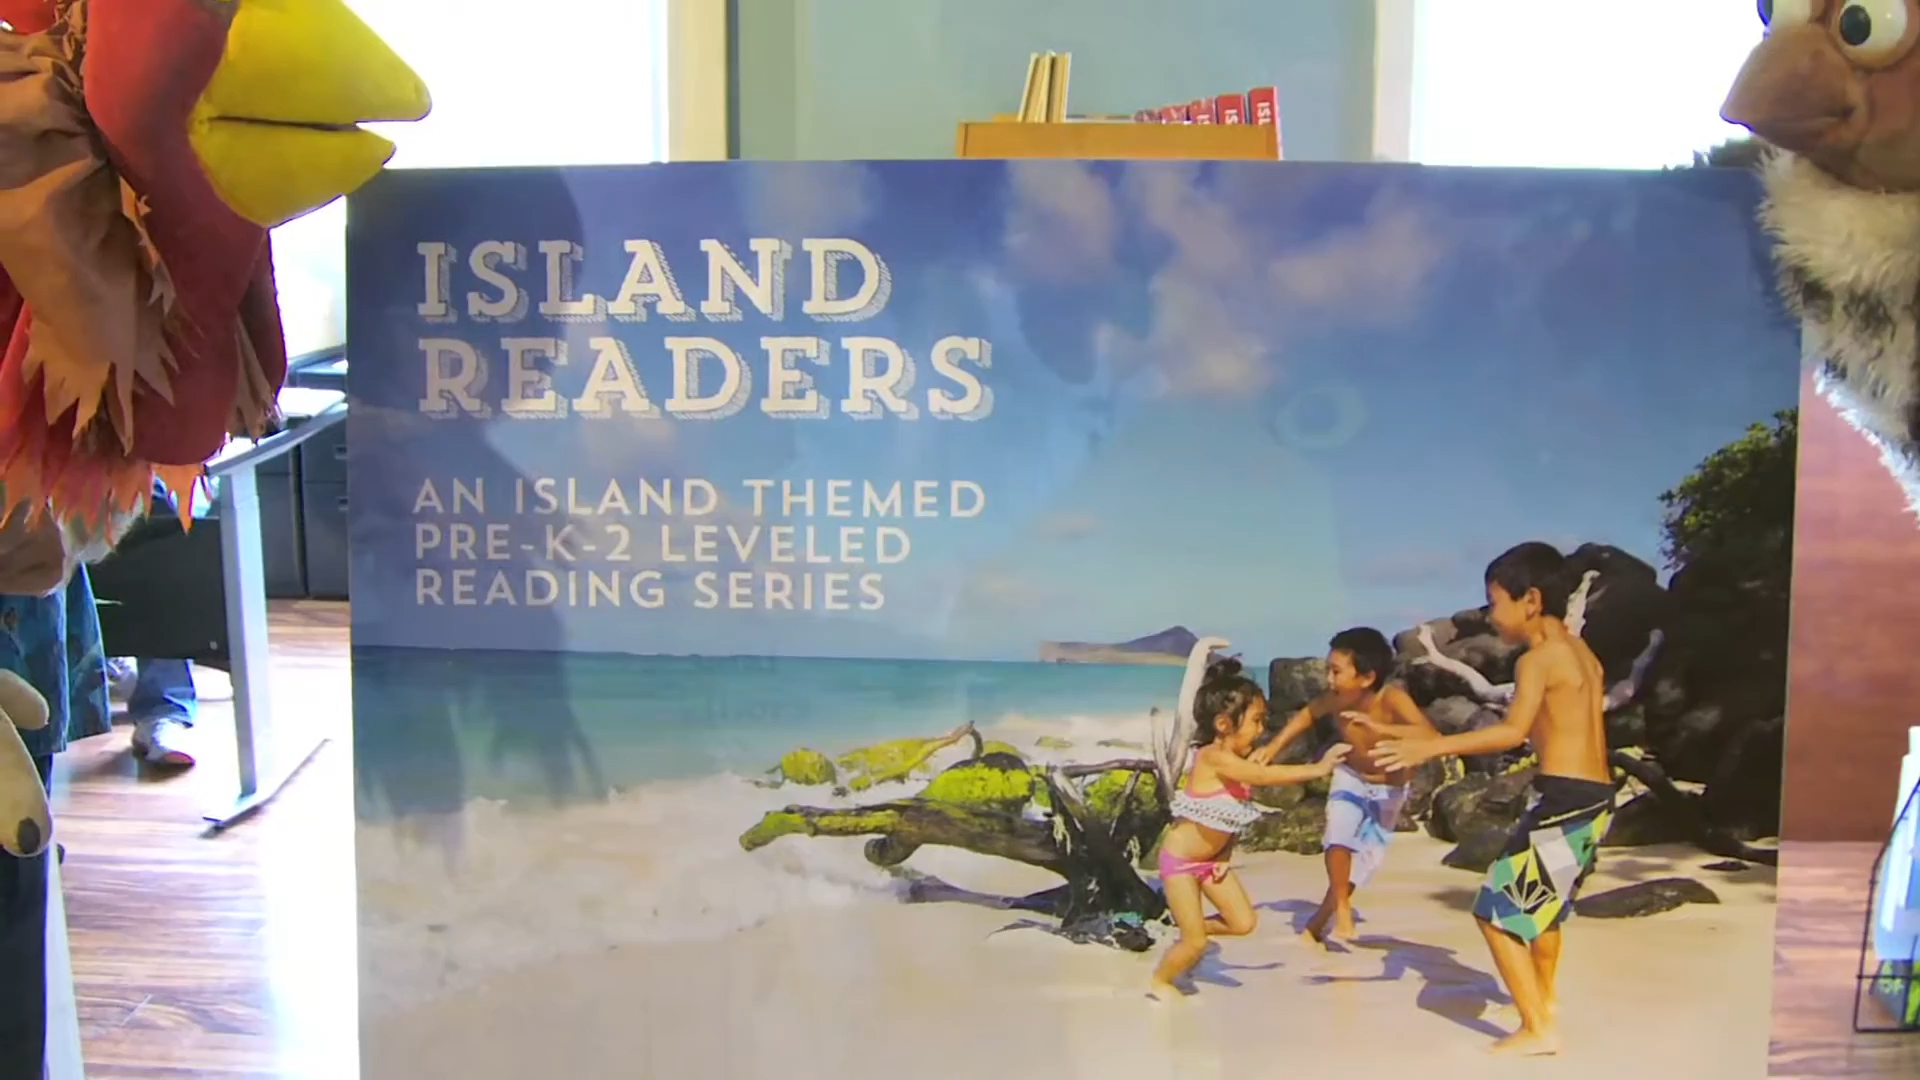 ISLAND
READERS
AN ISLAND THEMED
PRE-K-2 LEVELED
READING SERIES